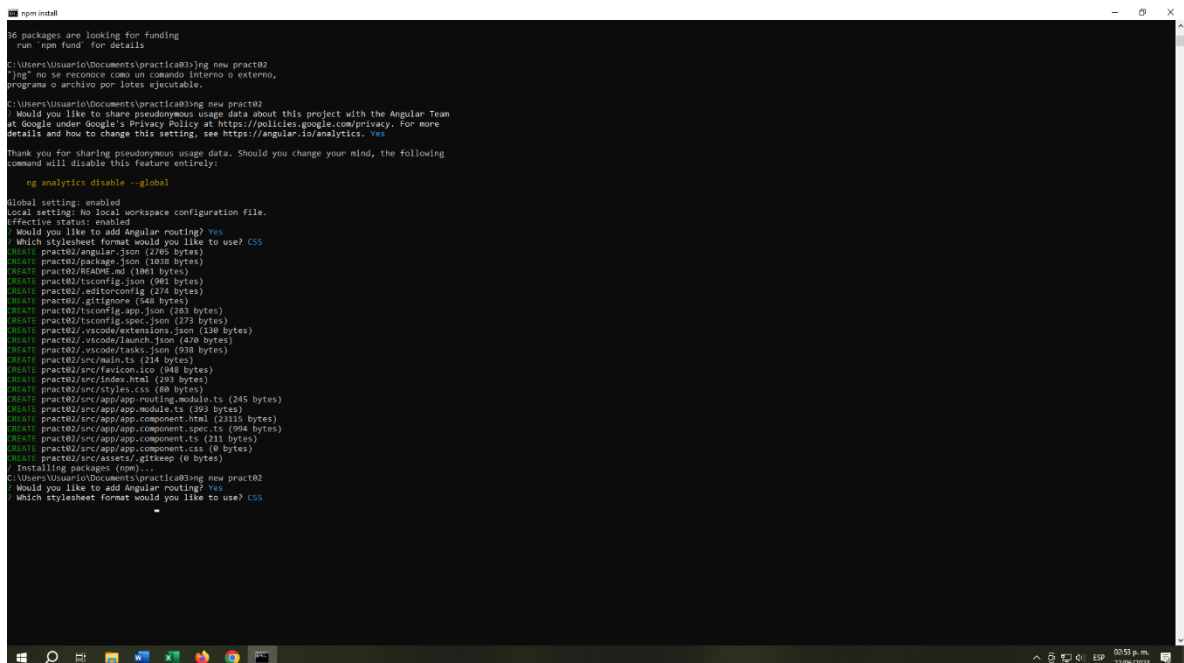 npm install
36 packages are looking for funding
run `npm fund` for details
C:\Users\Usuario\Documents\practica03>}ng new pract02
"}ng" no se reconoce como un comando interno o externo,
programa o archivo por lotes ejecutable.
C:\Users\Usuario\Documents\practica03>ng new pract02
? Would you like to share pseudonymous usage data about this project with the Angular Team
at Google under Google's Privacy Policy at https://policies.google.com/privacy. For more
details and how to change this setting, see https://angular.io/analytics. Yes
Thank you for sharing pseudonymous usage data. Should you change your mind, the following
command will disable this feature entirely:
ng analytics disable --global
Global setting: enabled
Local setting: No local workspace configuration file.
Effective status: enabled
? Would you like to add Angular routing? Yes
? Which stylesheet format would you like to use? CSS
CREATE pract02/angular.json (2705 bytes)
CREATE pract02/package.json (1038 bytes)
CREATE pract02/README.md (1061 bytes)
CREATE pract02/tsconfig.json (901 bytes)
CREATE pract02/.editorconfig (274 bytes)
CREATE pract02/.gitignore (548 bytes)
CREATE pract02/tsconfig.app.json (263 bytes)
CREATE pract02/tsconfig.spec.json (273 bytes)
CREATE pract02/.vscode/extensions.json (130 bytes)
CREATE pract02/.vscode/launch.json (470 bytes)
CREATE pract02/.vscode/tasks.json (938 bytes)
CREATE pract02/src/main.ts (214 bytes)
CREATE pract02/src/favicon.ico (948 bytes)
CREATE pract02/src/index.html (293 bytes)
CREATE pract02/src/styles.css (80 bytes)
CREATE pract02/src/app/app-routing.module.ts (245 bytes)
CREATE pract02/src/app/app.module.ts (393 bytes)
CREATE pract02/src/app/app.component.html (23115 bytes)
CREATE pract02/src/app/app.component.spec.ts (994 bytes)
CREATE pract02/src/app/app.component.ts (211 bytes)
CREATE pract02/src/app/app.component.css (0 bytes)
CREATE pract02/src/assets/.gitkeep (0 bytes)
/ Installing packages (npm)...
C:\Users\Usuario\Documents\practica03>ng new pract02
? Would you like to add Angular routing? Yes
? Which stylesheet format would you like to use? CSS
ESP
02:53 p. m.